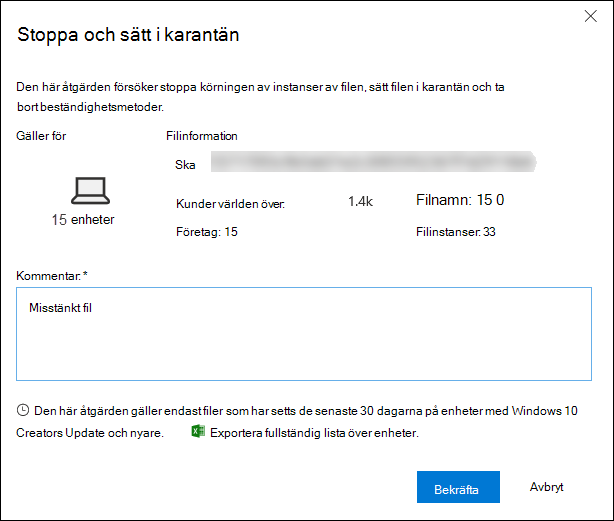 Stoppa och sätt i karantän
Den här åtgärden försöker stoppa körningen av instanser av filen, sätt filen i karantän och ta
bort beständighetsmetoder.
Gäller för
Filinformation
Ska
15 enheter
Kunder världen över: 1.4k Filnamn: 15 0
Företag: 15 Filinstanser: 33
Kommentar: *
Misstänkt fil
Den här åtgärden gäller endast filer som har setts de senaste 30 dagarna på enheter med Windows 10
Creators Update och nyare. Exportera fullständig lista över enheter.
Bekräfta Avbryt